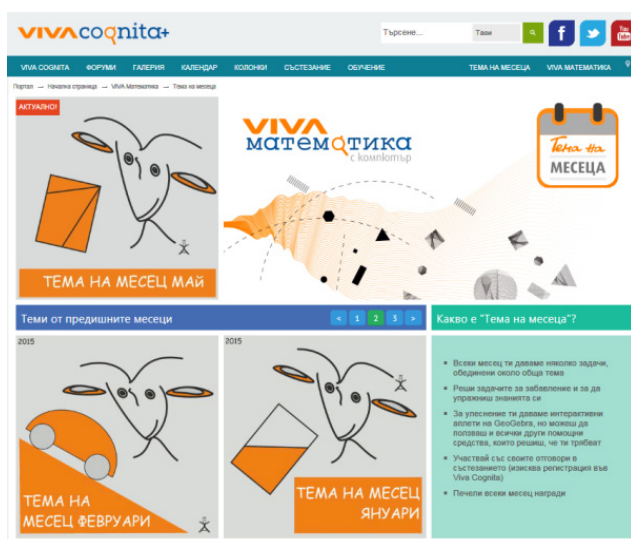 VIVAcognita+
Търсене...
Тази
You
Tube
VIVA COGNITA ФОРУМИ ГАЛЕРИЯ КАЛЕНДАР КОЛОНКИ СЪСТЕЗАНИЕ ОБУЧЕНИЕ ТЕМА НА МЕСЕЦА VIVA МАТЕМАТИКА
Портал → Начална страница → VIVA Математика → Тема на месеца
АКТУАЛНО!
ТЕМА НА МЕСЕЦ МАЙ
VIVA
математика
с компютър
Тема на
МЕСЕЦА
Теми от предишните месеци
< 1 2 3 >
Какво е "Тема на месеца"?
2015
ТЕМА НА
МЕСЕЦ ФЕВРУАРИ
2015
ТЕМА НА МЕСЕЦ
ЯНУАРИ
Всеки месец ти даваме няколко задачи,
обединени около обща тема
Реши задачите за забавление и за да
упражниш знанията си
За улеснение ти даваме интерактивни
аплети на GeoGebra, но можеш да
ползваш и всички други помощни
средства, които решиш, че ти трябват
Участвай със своите отговори в
състезанието (изисква регистрация във
Viva Cognita)
Печели всеки месец награди